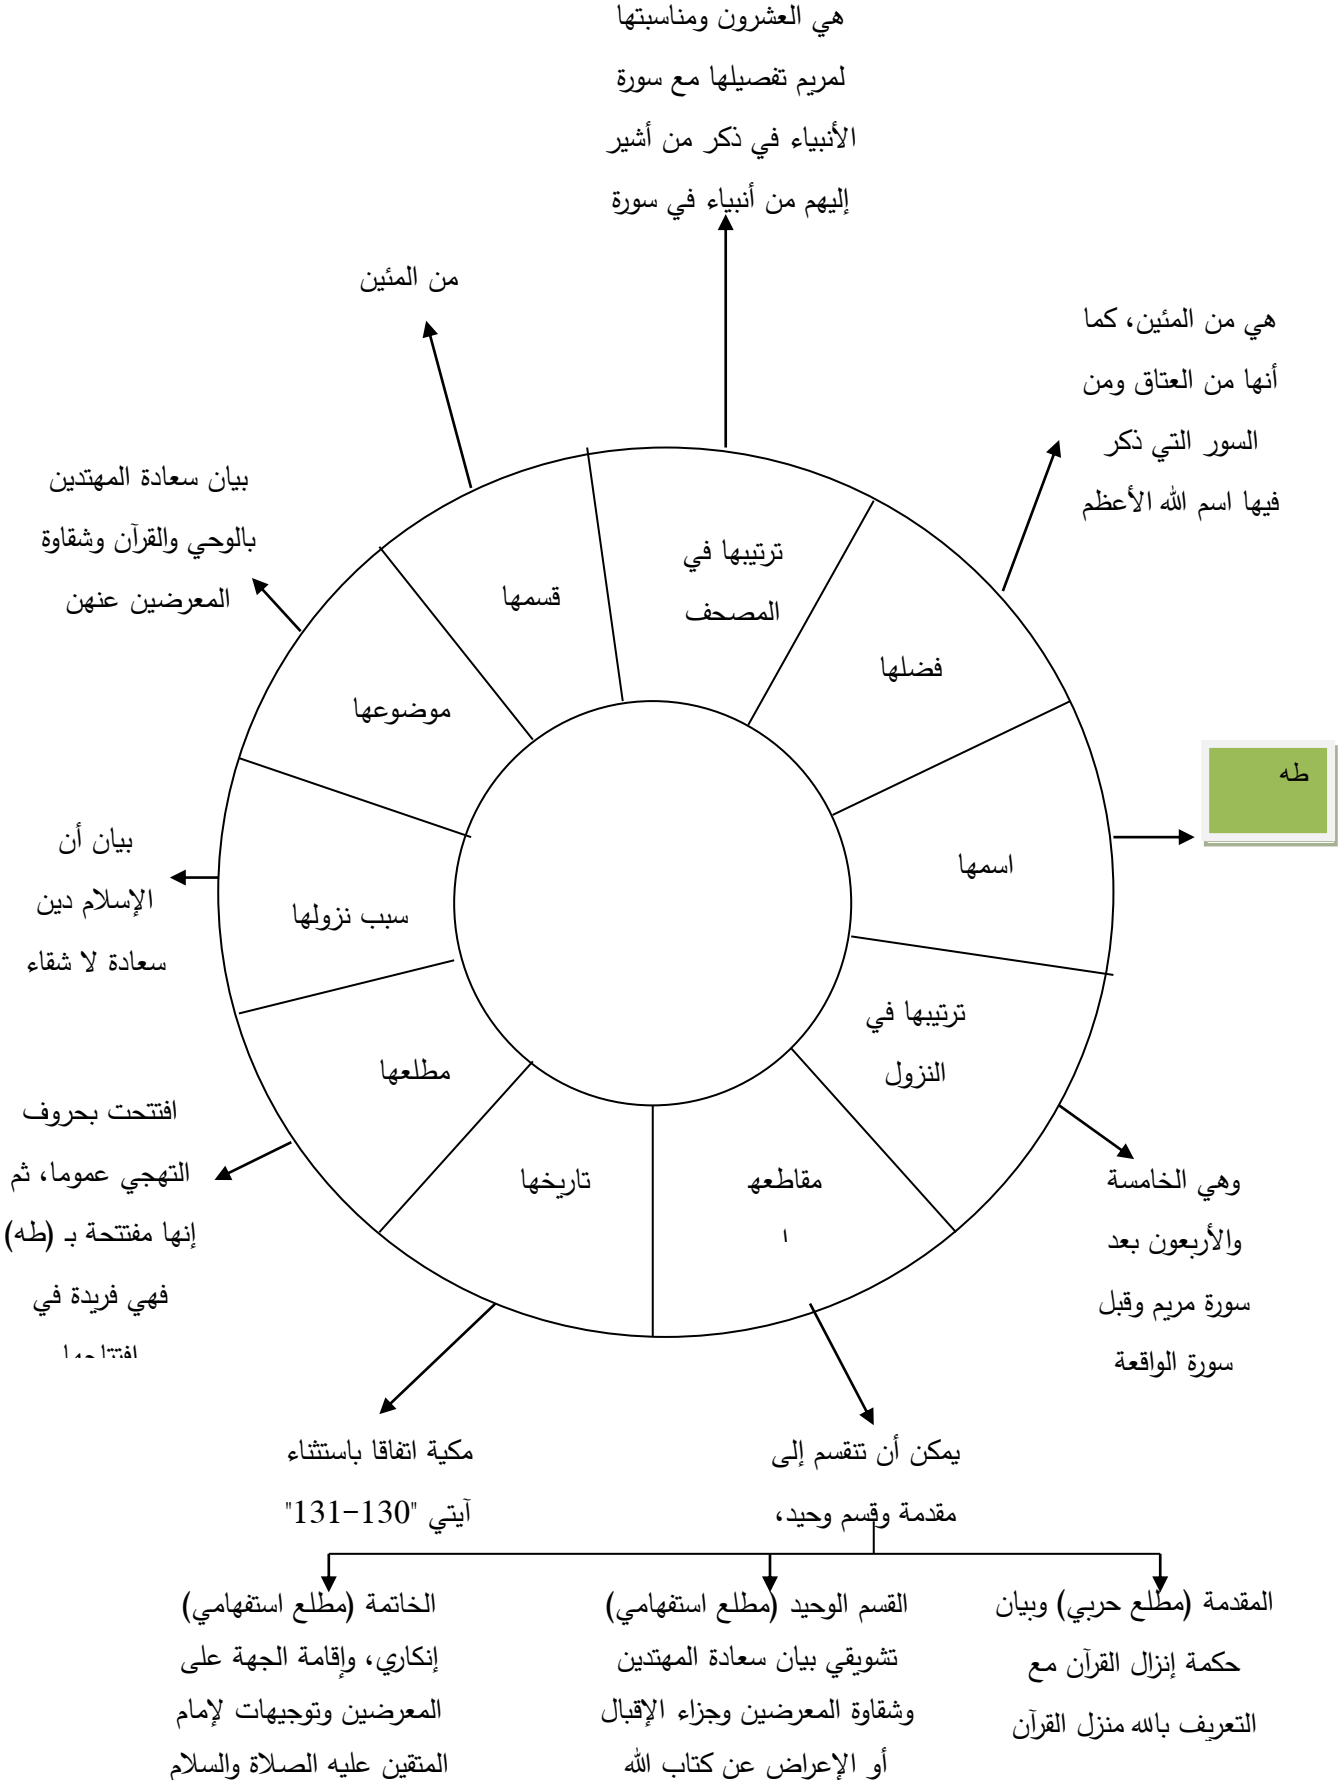 هي العشرون ومناسبتها
لمريم تفصيلها مع سورة
الأنبياء في ذكر من أشير
إليهم من أنبياء في سورة
من المئين
هي من المئين، كما
أنها من العتاق ومن
السور التي ذكر
فيها اسم الله الأعظم
بيان سعادة المهتدين
بالوحي والقرآن وشقاوة
المعرضين عنهن
ترتيبها في
المصحف
قسمها
فضلها
موضوعها
طه
اسمها
بيان أن
الإسلام دين
سعادة لا شقاء
سبب نزولها
ترتيبها في
النزول
مطلعها
افتتحت بحروف
التهجي عموما، ثم
إنها مفتتحة بـ (طه)
فهي فريدة في
افتتاحها
تاريخها
مقاطعه
ا
وهي الخامسة
والأربعون بعد
سورة مريم وقبل
سورة الواقعة
مكية اتفاقا باستثناء
آيتي "130-131"
يمكن أن تنقسم إلى
مقدمة وقسم وحيد،
المقدمة (مطلع حربي) وبيان
حكمة إنزال القرآن مع
التعريف بالله منزل القرآن
القسم الوحيد (مطلع استفهامي)
تشويقي بيان سعادة المهتدين
وشقاوة المعرضين وجزاء الإقبال
أو الإعراض عن كتاب الله
الخاتمة (مطلع استفهامي)
إنكاري، وإقامة الجهة على
المعرضين وتوجيهات لإمام
المتقين عليه الصلاة والسلام